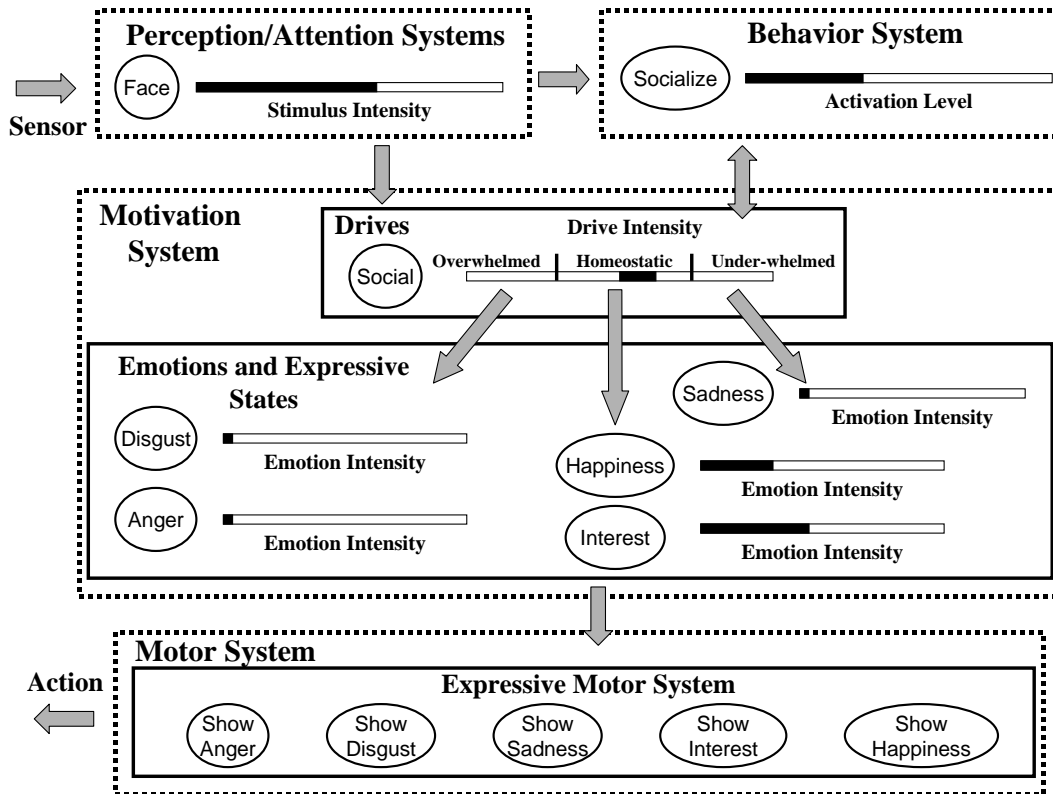 Perception/Attention Systems
Face
Stimulus Intensity
Sensor
Behavior System
Socialize
Activation Level
Motivation
System
Drives
Drive Intensity
Social
Overwhelmed
Homeostatic
Under-whelmed
Emotions and Expressive
States
Disgust
Emotion Intensity
Anger
Emotion Intensity
Sadness
Emotion Intensity
Happiness
Emotion Intensity
Interest
Emotion Intensity
Motor System
Action
Expressive Motor System
Show
Anger
Show
Disgust
Show
Sadness
Show
Interest
Show
Happiness